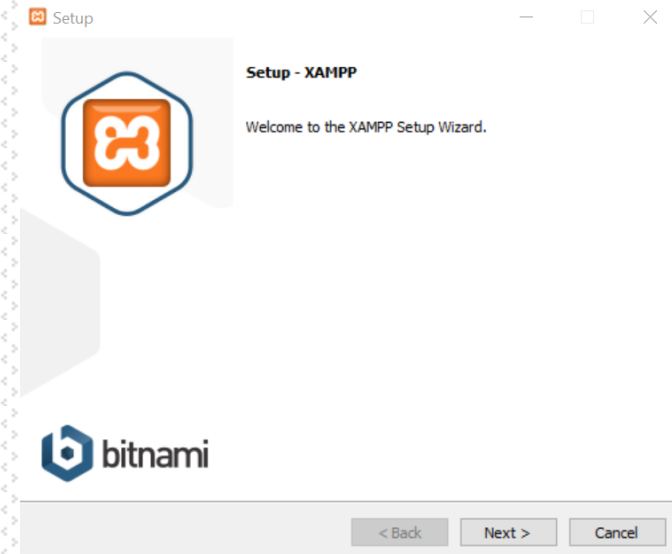 Setup
Setup - XAMPP
Welcome to the XAMPP Setup Wizard.
bitnami
< Back
Next >
Cancel